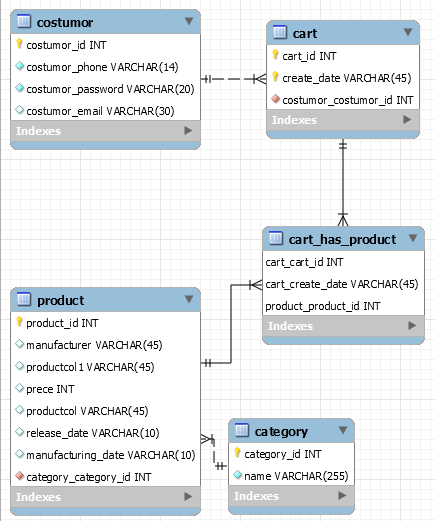 costumor
costumor_id INT
costumor_phone VARCHAR(14)
costumor_password VARCHAR(20)
costumor_email VARCHAR(30)
Indexes
cart
cart_id INT
create_date VARCHAR(45)
costumor_costumor_id INT
Indexes
cart_has_product
cart_cart_id INT
cart_create_date VARCHAR(45)
product_product_id INT
Indexes
product
product_id INT
manufacturer VARCHAR(45)
productcol1 VARCHAR(45)
prece INT
productcol VARCHAR(45)
release_date VARCHAR(10)
manufacturing_date VARCHAR(10)
category_category_id INT
Indexes
category
category_id INT
name VARCHAR(255)
Indexes